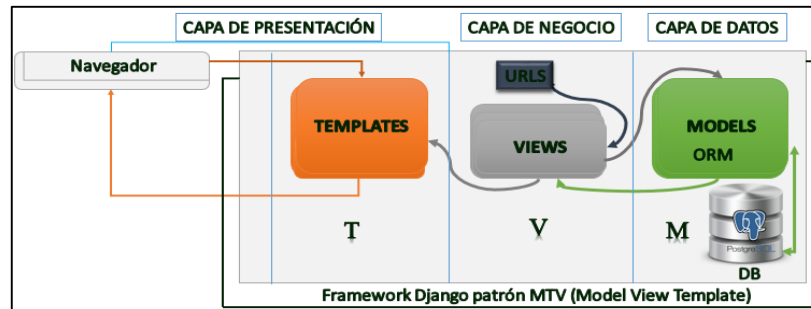 CAPA DE PRESENTACIÓN
CAPA DE NEGOCIO
CAPA DE DATOS
Navegador
URLS
TEMPLATES
VIEWS
MODELS
ORM
T
V
M
PostgreSQL
DB
Framework Django patrón MTV (Model View Template)